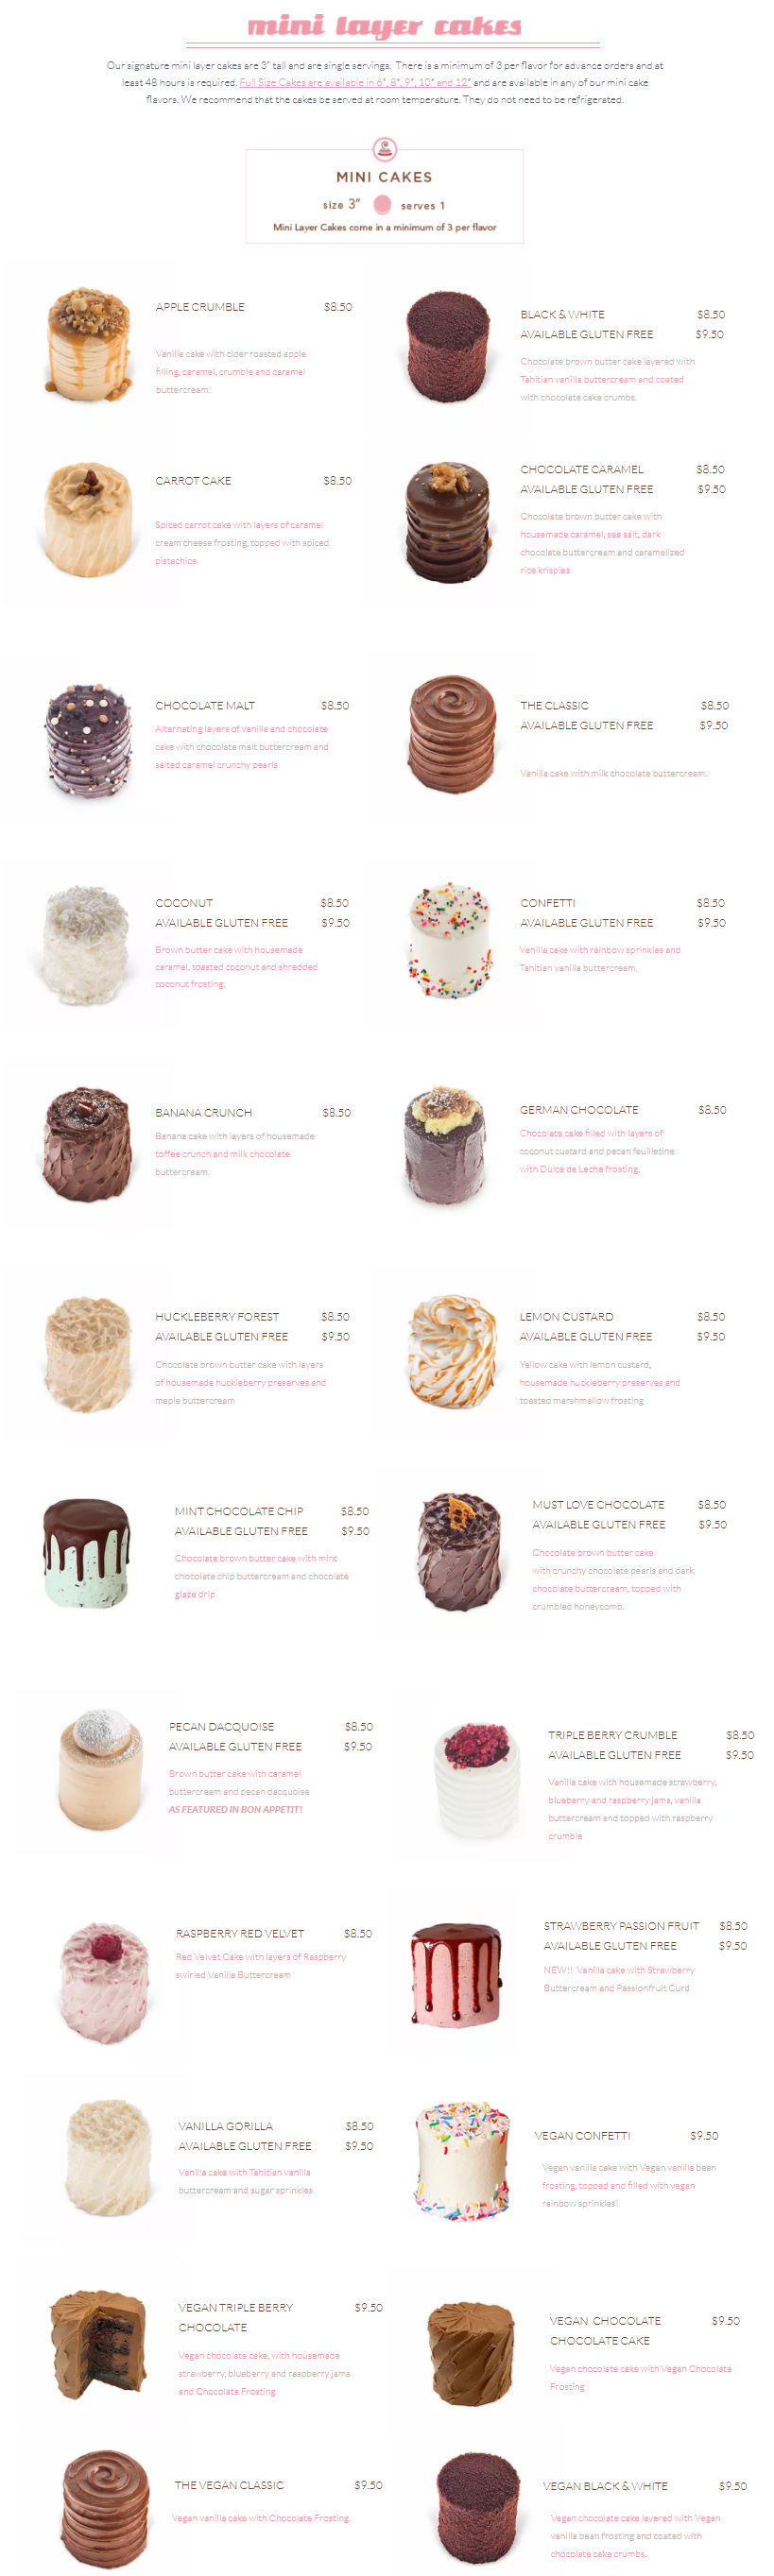 mini layer cakes
Our signature mini layer cakes are 3" tall and are single servings. There is a minimum of 3 per flavor for advance orders and at
least 48 hours is required. Full Size Cakes are available in 6", 8", 9", 10" and 12" and are available in any of our mini cake
flavors. We recommend that the cakes be served at room temperature. They do not need to be refrigerated.
MINI CAKES
size 3" serves 1
Mini Layer Cakes come in a minimum of 3 per flavor
APPLE CRUMBLE $8.50
Vanilla cake with cider roasted apple
filling, caramel, crumble and caramel
buttercream.
BLACK & WHITE $8.50
AVAILABLE GLUTEN FREE $9.50
Chocolate brown butter cake layered with
Tahitian vanilla buttercream and coated
with chocolate cake crumbs.
CARROT CAKE $8.50
Spiced carrot cake with layers of caramel
cream cheese frosting, topped with spiced
pistachios.
CHOCOLATE CARAMEL $8.50
AVAILABLE GLUTEN FREE $9.50
Chocolate brown butter cake with
housemade caramel, sea salt, dark
chocolate buttercream and caramelized
rice krispies
CHOCOLATE MALT $8.50
Alternating layers of vanilla and chocolate
cake with chocolate malt buttercream and
salted caramel crunchy pearls
THE CLASSIC $8.50
AVAILABLE GLUTEN FREE $9.50
Vanilla cake with milk chocolate buttercream.
COCONUT $8.50
AVAILABLE GLUTEN FREE $9.50
Brown butter cake with housemade
caramel, toasted coconut and shredded
coconut frosting.
CONFETTI $8.50
AVAILABLE GLUTEN FREE $9.50
Vanilla cake with rainbow sprinkles and
Tahitian vanilla buttercream.
BANANA CRUNCH $8.50
Banana cake with layers of housemade
toffee crunch and milk chocolate
buttercream.
GERMAN CHOCOLATE $8.50
Chocolate cake filled with layers of
coconut custard and pecan feuilletine
with Dulce de Leche frosting.
HUCKLEBERRY FOREST $8.50
AVAILABLE GLUTEN FREE $9.50
Chocolate brown butter cake with layers
of housemade huckleberry preserves and
maple buttercream
LEMON CUSTARD $8.50
AVAILABLE GLUTEN FREE $9.50
Yellow cake with lemon custard,
housemade huckleberry preserves and
toasted marshmallow frosting
MINT CHOCOLATE CHIP $8.50
AVAILABLE GLUTEN FREE $9.50
Chocolate brown butter cake with mint
chocolate chip buttercream and chocolate
glaze drip
MUST LOVE CHOCOLATE $8.50
AVAILABLE GLUTEN FREE $9.50
Chocolate brown butter cake
with crunchy chocolate pearls and dark
chocolate buttercream, topped with
crumbled honeycomb.
PECAN DACQUOISE $8.50
AVAILABLE GLUTEN FREE $9.50
Brown butter cake with caramel
buttercream and pecan dacquoise
AS FEATURED IN BON APPETIT!
TRIPLE BERRY CRUMBLE $8.50
AVAILABLE GLUTEN FREE $9.50
Vanilla cake with housemade strawberry,
blueberry and raspberry jams, vanilla
buttercream and topped with raspberry
crumble
RASPBERRY RED VELVET $8.50
Red Velvet Cake with layers of Raspberry
swirled Vanilla Buttercream
STRAWBERRY PASSION FRUIT $8.50
AVAILABLE GLUTEN FREE $9.50
NEW!! Vanilla cake with Strawberry
Buttercream and Passionfruit Curd
VANILLA GORILLA $8.50
AVAILABLE GLUTEN FREE $9.50
Vanilla cake with Tahitian vanilla
buttercream and sugar sprinkles
VEGAN CONFETTI $9.50
Vegan vanilla cake with Vegan vanilla bean
frosting, topped and filled with vegan
rainbow sprinkles!
VEGAN TRIPLE BERRY $9.50
CHOCOLATE
Vegan chocolate cake, with housemade
strawberry, blueberry and raspberry jams
and Chocolate Frosting
VEGAN CHOCOLATE $9.50
CHOCOLATE CAKE
Vegan chocolate cake with Vegan Chocolate
Frosting
THE VEGAN CLASSIC $9.50
Vegan vanilla cake with Chocolate Frosting.
VEGAN BLACK & WHITE $9.50
Vegan chocolate cake layered with Vegan
vanilla bean frosting and coated with
chocolate cake crumbs.